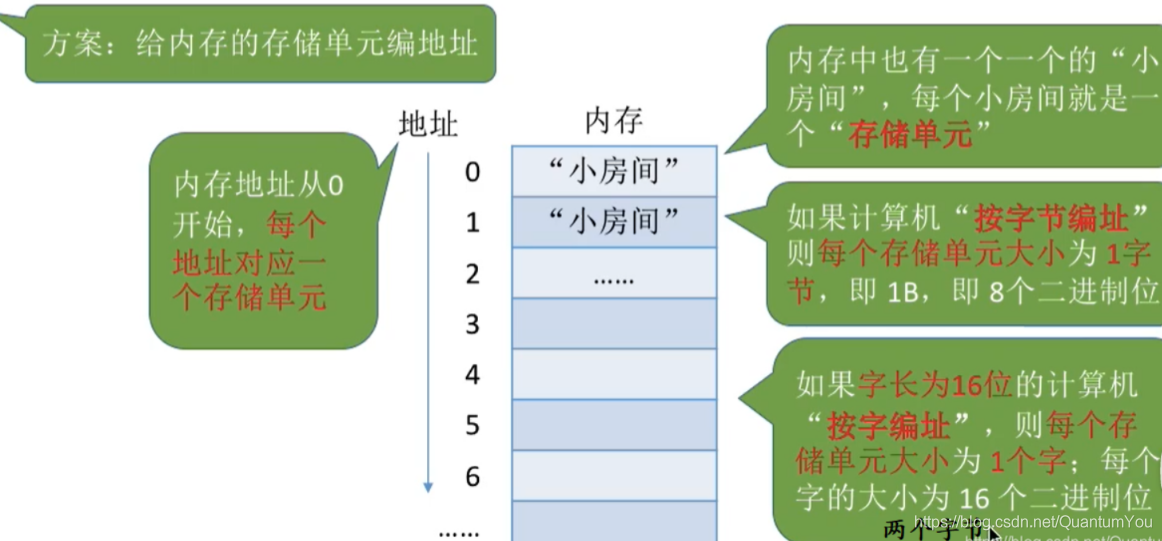 方案：给内存的存储单元编地址
内存中也有一个一个的“小
房间”，每个小房间就是一
个“存储单元”
地址
内存
内存地址从0
开始，每个
地址对应一
个存储单元
0
“小房间”
1
“小房间”
2
……
3
4
5
6
……
如果计算机“按字节编址”
则每个存储单元大小为 1字
节，即 1B，即 8个二进制位
如果字长为16位的计算机
“按字编址”，则每个存
储单元大小为 1个字；每个
字的大小为 16 个二进制位
两个字节
https://blog.csdn.net/QuantumYou